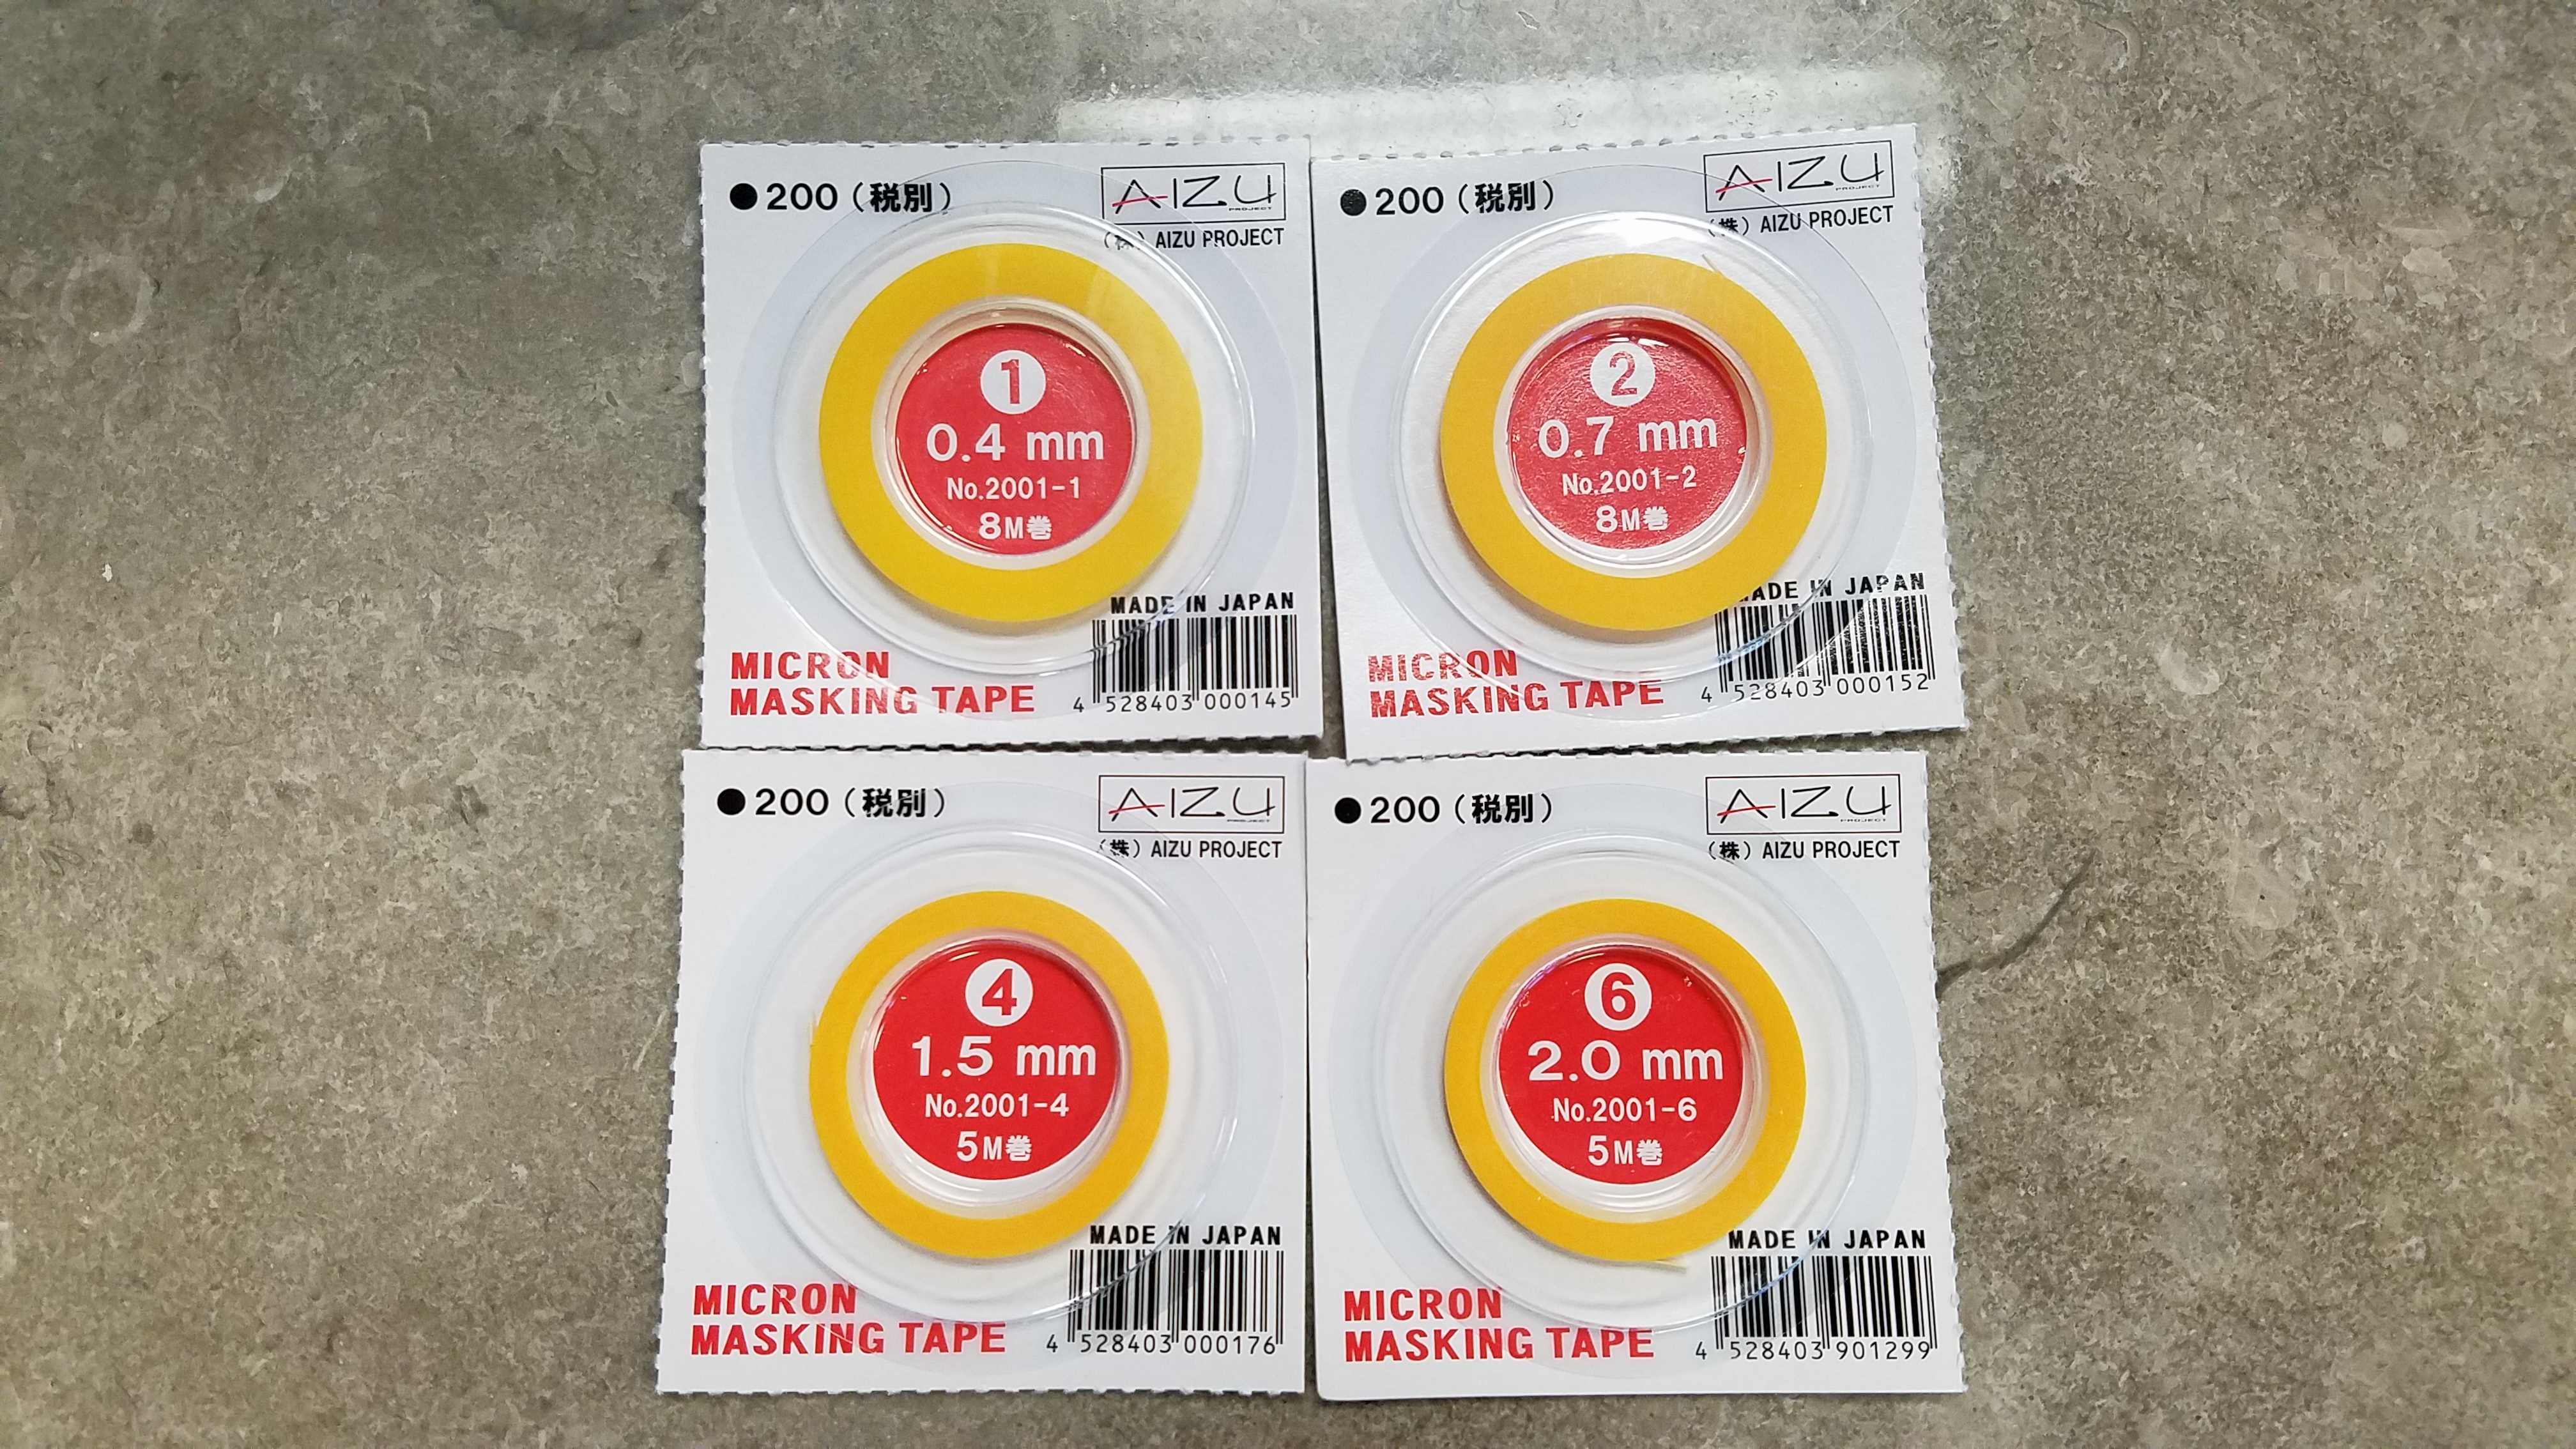 ●200（税別）
AIZU
PROJECT
（株）AIZU PROJECT
1
0.4 mm
No.2001-1
8M巻
MADE IN JAPAN
MICRON
MASKING TAPE
4 528403 000145
●200（税別）
AIZU
PROJECT
（株）AIZU PROJECT
2
0.7 mm
No.2001-2
8M巻
MADE IN JAPAN
MICRON
MASKING TAPE
4 528403 000152
●200（税別）
AIZU
PROJECT
（株）AIZU PROJECT
4
1.5 mm
No.2001-4
5M巻
MADE IN JAPAN
MICRON
MASKING TAPE
4 528403 000176
●200（税別）
AIZU
PROJECT
（株）AIZU PROJECT
6
2.0 mm
No.2001-6
5M巻
MADE IN JAPAN
MICRON
MASKING TAPE
4 528403 901299